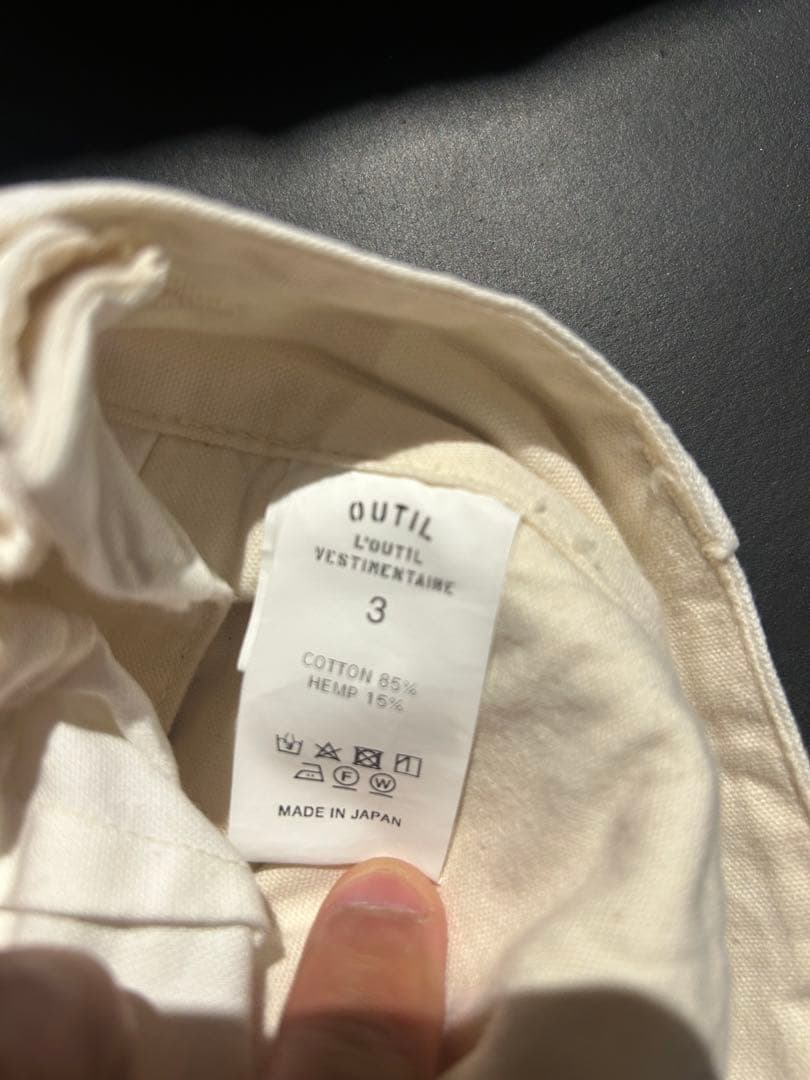 OUTIL
L'OUTIL
VESTIMENTAIRE
3
COTTON 85%
HEMP 15%
F W
MADE IN JAPAN